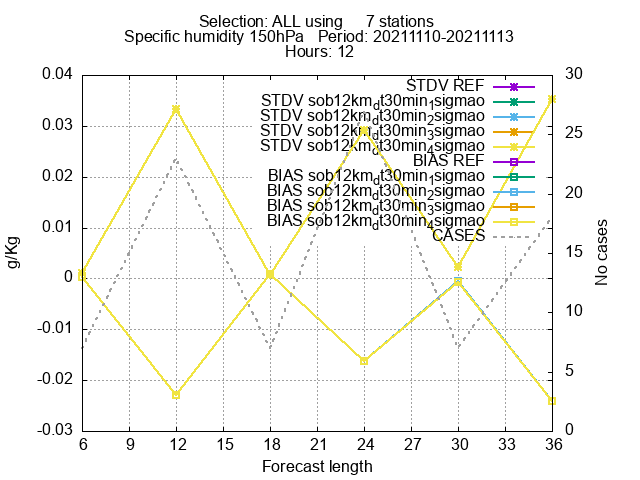 Selection: ALL using 7 stations
Specific humidity 150hPa Period: 20211110-20211113
Hours: 12
0.04
0.03
0.02
0.01
0
-0.01
-0.02
-0.03
g/Kg
STDV REF
STDV sob12km_dt30min_1sigmao
STDV sob12km_dt30min_2sigmao
STDV sob12km_dt30min_3sigmao
STDV sob12km_dt30min_4sigmao
BIAS REF
BIAS sob12km_dt30min_1sigmao
BIAS sob12km_dt30min_2sigmao
BIAS sob12km_dt30min_3sigmao
BIAS sob12km_dt30min_4sigmao
CASES
30
25
20
15
10
5
0
No cases
6 9 12 15 18 21 24 27 30 33 36
Forecast length